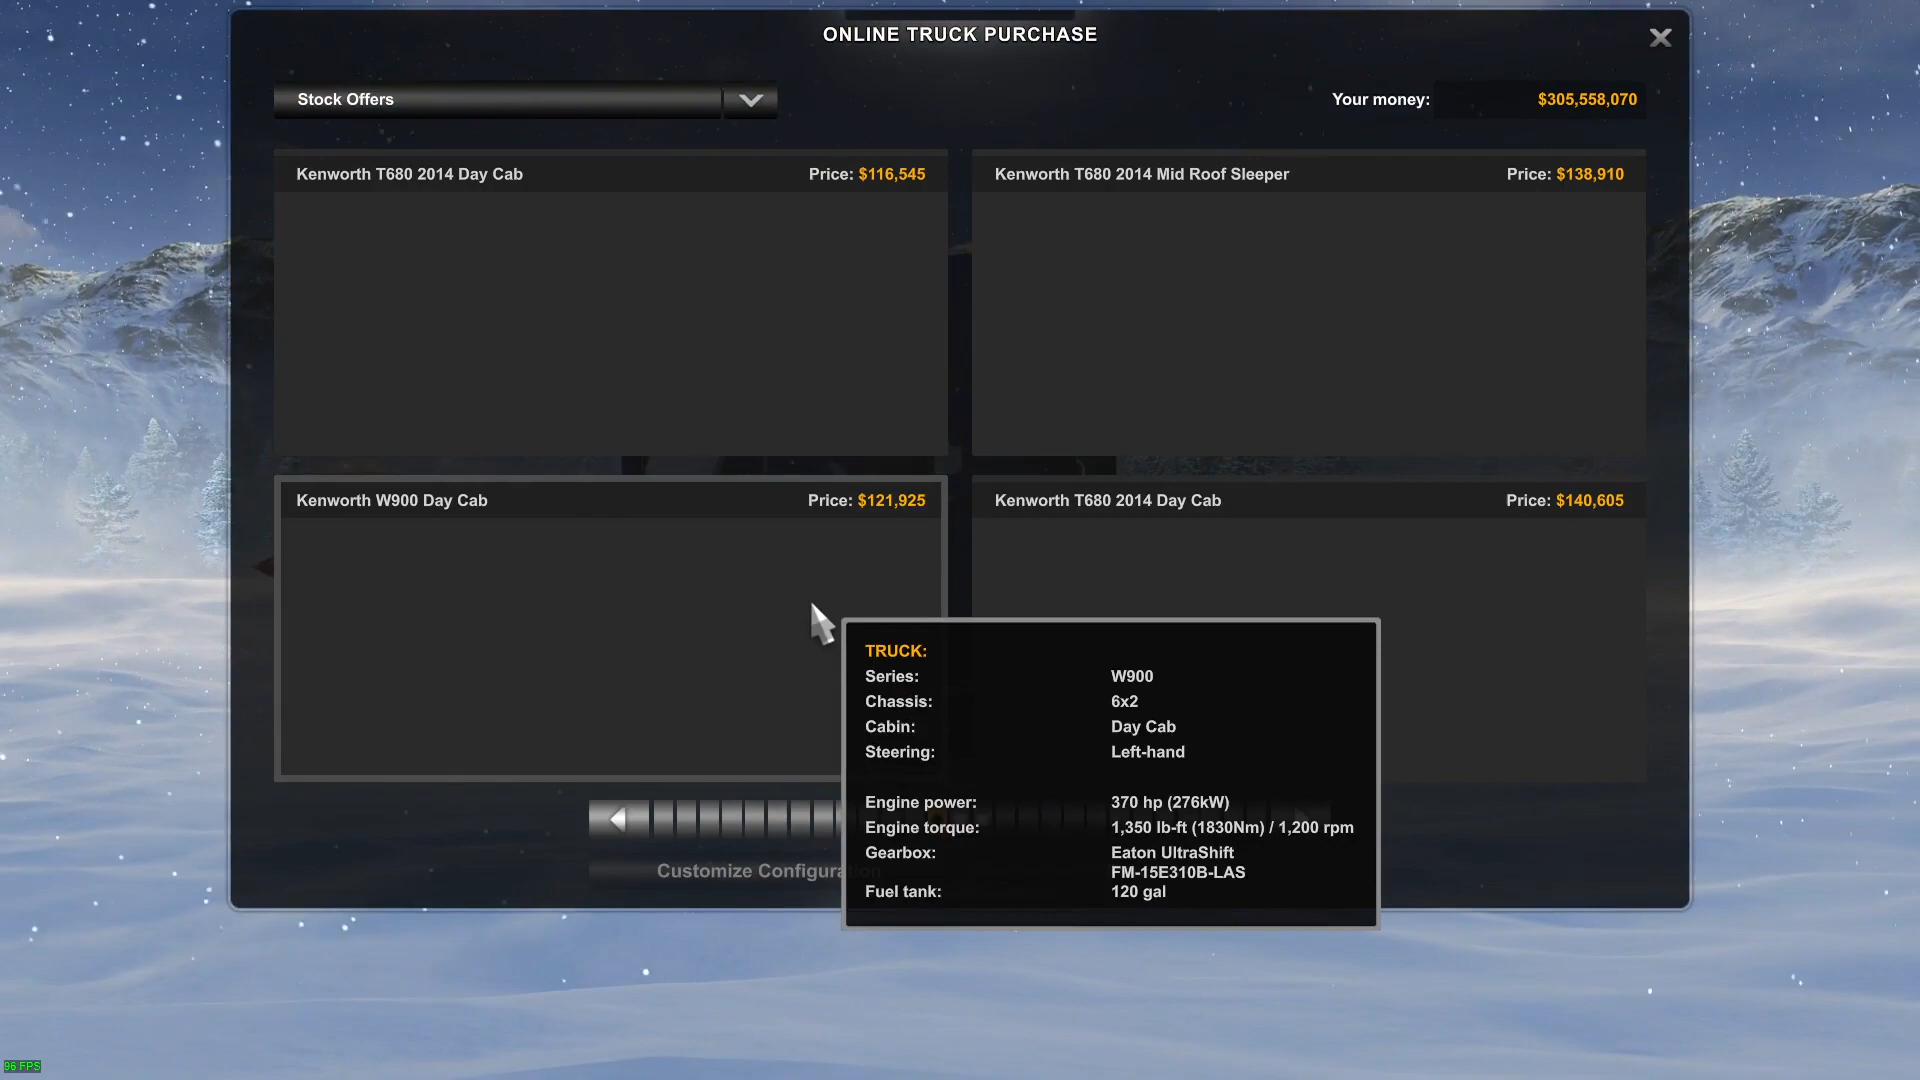 ONLINE TRUCK PURCHASE
Stock Offers
Your money: $305,558,070
Kenworth T680 2014 Day Cab Price: $116,545
Kenworth T680 2014 Mid Roof Sleeper Price: $138,910
Kenworth W900 Day Cab Price: $121,925
Kenworth T680 2014 Day Cab Price: $140,605
TRUCK:
Series: W900
Chassis: 6x2
Cabin: Day Cab
Steering: Left-hand
Engine power: 370 hp (276kW)
Engine torque: 1,350 lb-ft (1830Nm) / 1,200 rpm
Gearbox: Eaton UltraShift
FM-15E310B-LAS
Fuel tank: 120 gal
Customize Configuration
96 FPS